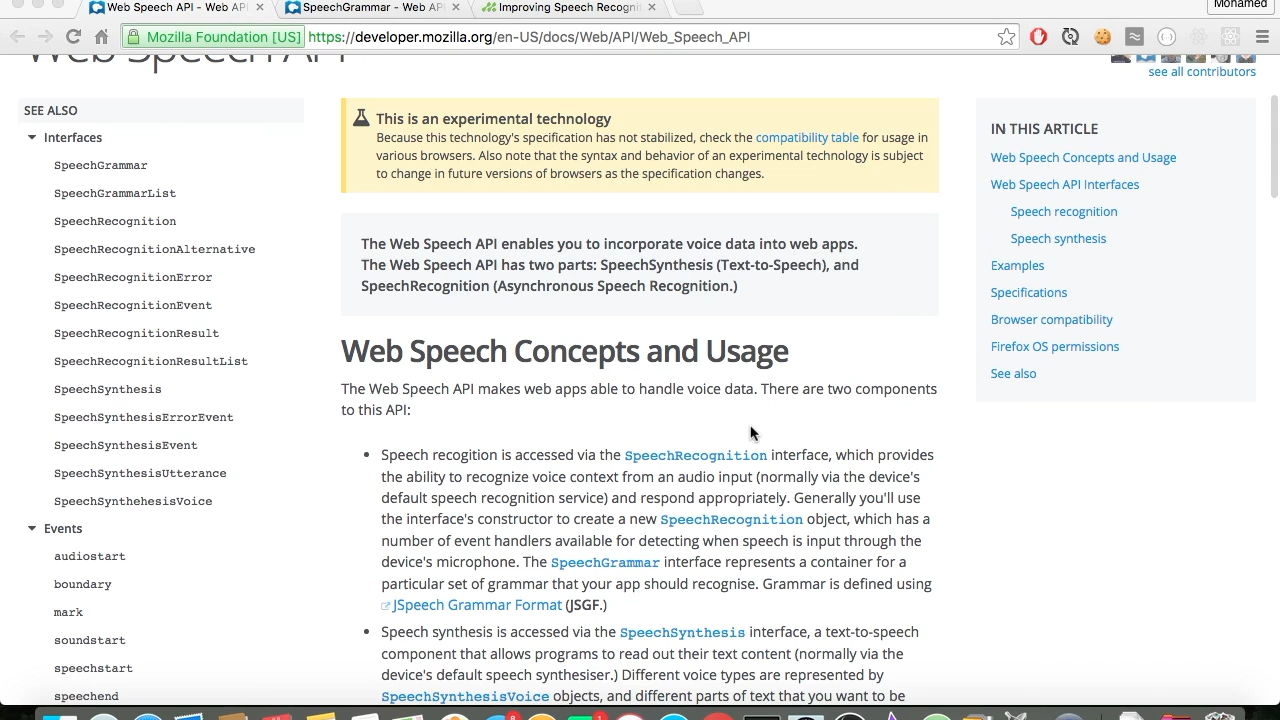 Web Speech API - Web API
SpeechGrammar - Web API
Improving Speech Recognit
Mohamed
Mozilla Foundation [US]
https://developer.mozilla.org/en-US/docs/Web/API/Web_Speech_API
Web Speech API
see all contributors
SEE ALSO
Interfaces
SpeechGrammar
SpeechGrammarList
SpeechRecognition
SpeechRecognitionAlternative
SpeechRecognitionError
SpeechRecognitionEvent
SpeechRecognitionResult
SpeechRecognitionResultList
SpeechSynthesis
SpeechSynthesisErrorEvent
SpeechSynthesisEvent
SpeechSynthesisUtterance
SpeechSynthehesisVoice
Events
audiostart
boundary
mark
soundstart
speechstart
speechend
This is an experimental technology
Beuse this technology's specification has not stabilized, check the compatibility table for usage in
various browsers. Also note that the syntax and behavior of an experimental technology is subject
to change in future versions of browsers as the specification changes.
The Web Speech API enables you to incorporate voice data into web apps.
The Web Speech API has two parts: SpeechSynthesis (Text-to-Speech), and
SpeechRecognition (Asynchronous Speech Recognition.)
Web Speech Concepts and Usage
The Web Speech API makes web apps able to handle voice data. There are two components
to this API:
• Speech recogition is accessed via the SpeechRecognition interface, which provides
the ability to recognize voice context from an audio input (normally via the device's
default speech recognition service) and respond appropriately. Generally you'll use
the interface's constructor to create a new SpeechRecognition object, which has a
number of event handlers available for detecting when speech is input through the
device's microphone. The SpeechGrammar interface represents a container for a
particular set of grammar that your app should recognise. Grammar is defined using
JSpeech Grammar Format (JSGF.)
• Speech synthesis is accessed via the SpeechSynthesis interface, a text-to-speech
component that allows programs to read out their text content (normally via the
device's default speech synthesiser.) Different voice types are represented by
SpeechSynthesisVoice objects, and different parts of text that you want to be
IN THIS ARTICLE
Web Speech Concepts and Usage
Web Speech API Interfaces
Speech recognition
Speech synthesis
Examples
Specifications
Browser compatibility
Firefox OS permissions
See also